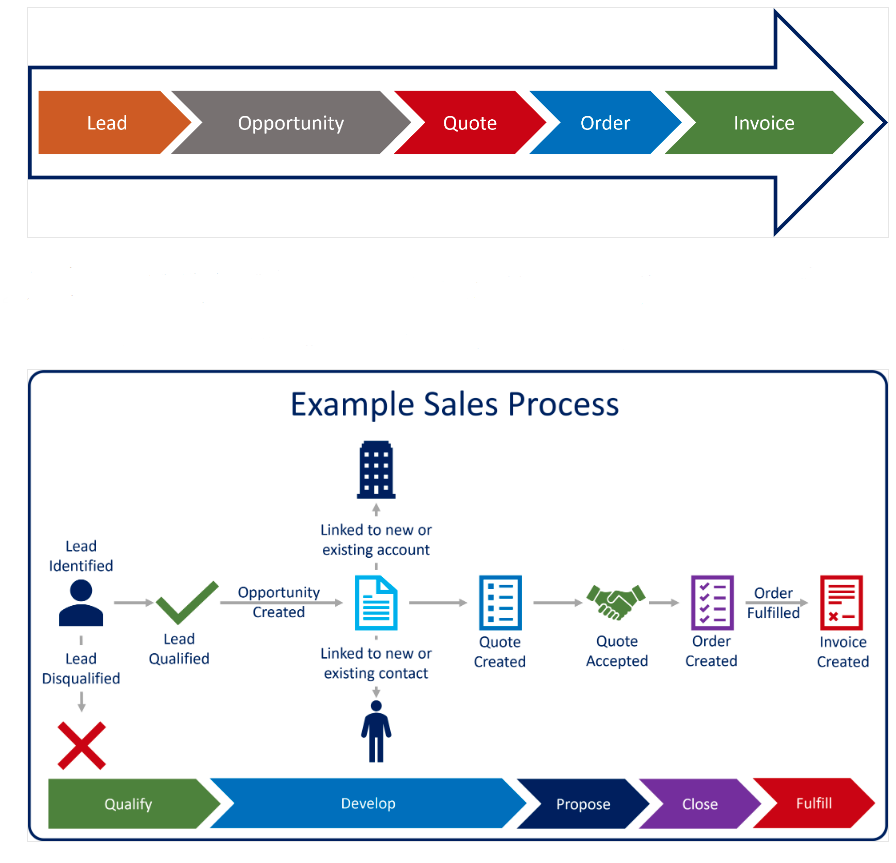 Lead
Opportunity
Quote
Order
Invoice
Example Sales Process
Linked to new or
existing account
Lead
Identified
Opportunity
Created
Order
Fulfilled
Lead
Qualified
Lead
Disqualified
Linked to new or
existing contact
Quote
Created
Quote
Accepted
Order
Created
Invoice
Created
Qualify
Develop
Propose
Close
Fulfill